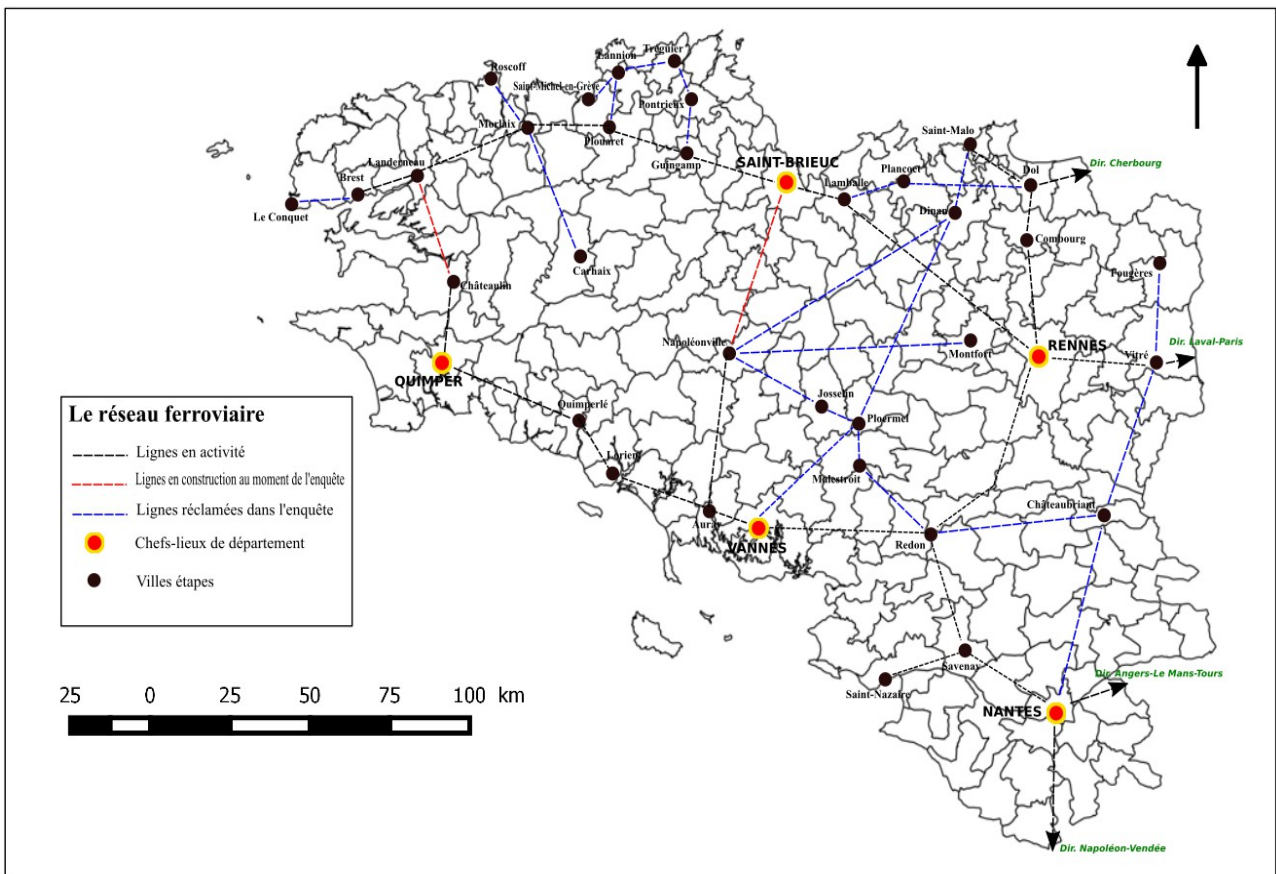 Tréguier
Lannion
Roscoff
Saint-Michel-en-Grève
Pontrieux
Morlaix
Plouaret
Guingamp
Saint-Malo
SAINT-BRIEUC
Landerneau
Brest
Le Conquet
Lamballe
Plancoët
Dol
Dir. Cherbourg
Dinan
Combourg
Carhaix
Fougères
Châteaulin
Napoléonville
Montfort
RENNES
Dir. Laval-Paris
Vitré
QUIMPER
Quimperlé
Josselin
Ploermel
Lorient
Malestroit
Auray
VANNES
Redon
Châteaubriant
Savenay
Saint-Nazaire
NANTES
Dir. Angers-Le Mans-Tours
Dir. Napoléon-Vendée
Le réseau ferroviaire
Lignes en activité
Lignes en construction au moment de l'enquête
Lignes réclamées dans l'enquête
Chefs-lieux de département
Villes étapes
25 0 25 50 75 100 km